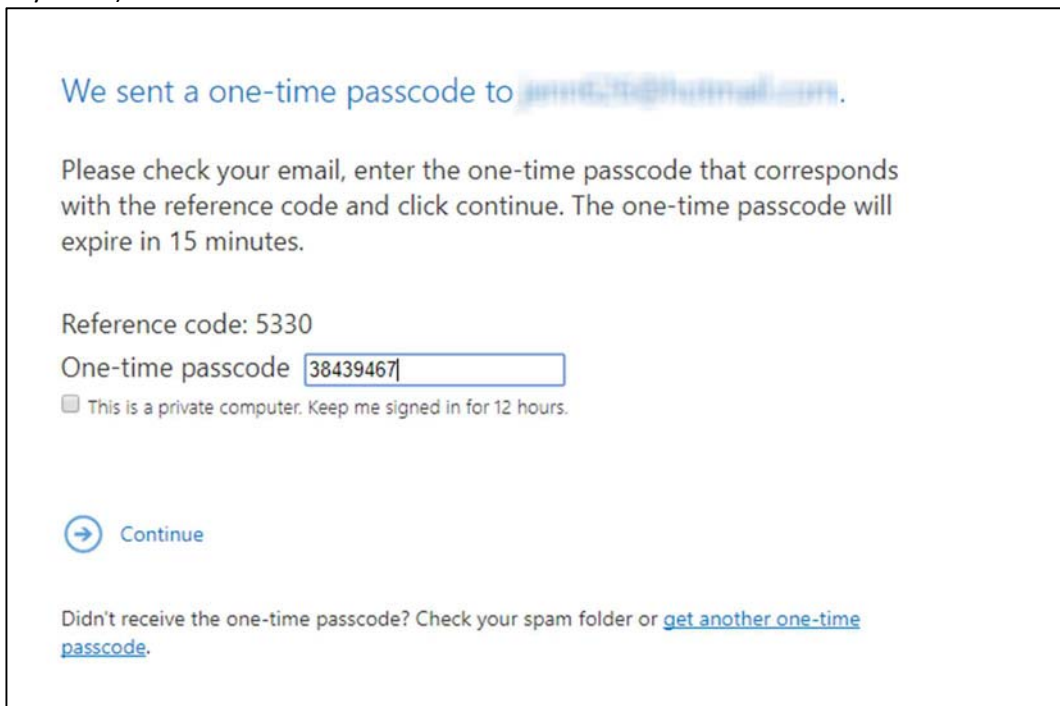 We sent a one-time passcode to .
Please check your email, enter the one-time passcode that corresponds
with the reference code and click continue. The one-time passcode will
expire in 15 minutes.
Reference code: 5330
One-time passcode 38439467
This is a private computer. Keep me signed in for 12 hours.
Continue
Didn't receive the one-time passcode? Check your spam folder or get another one-time
passcode.